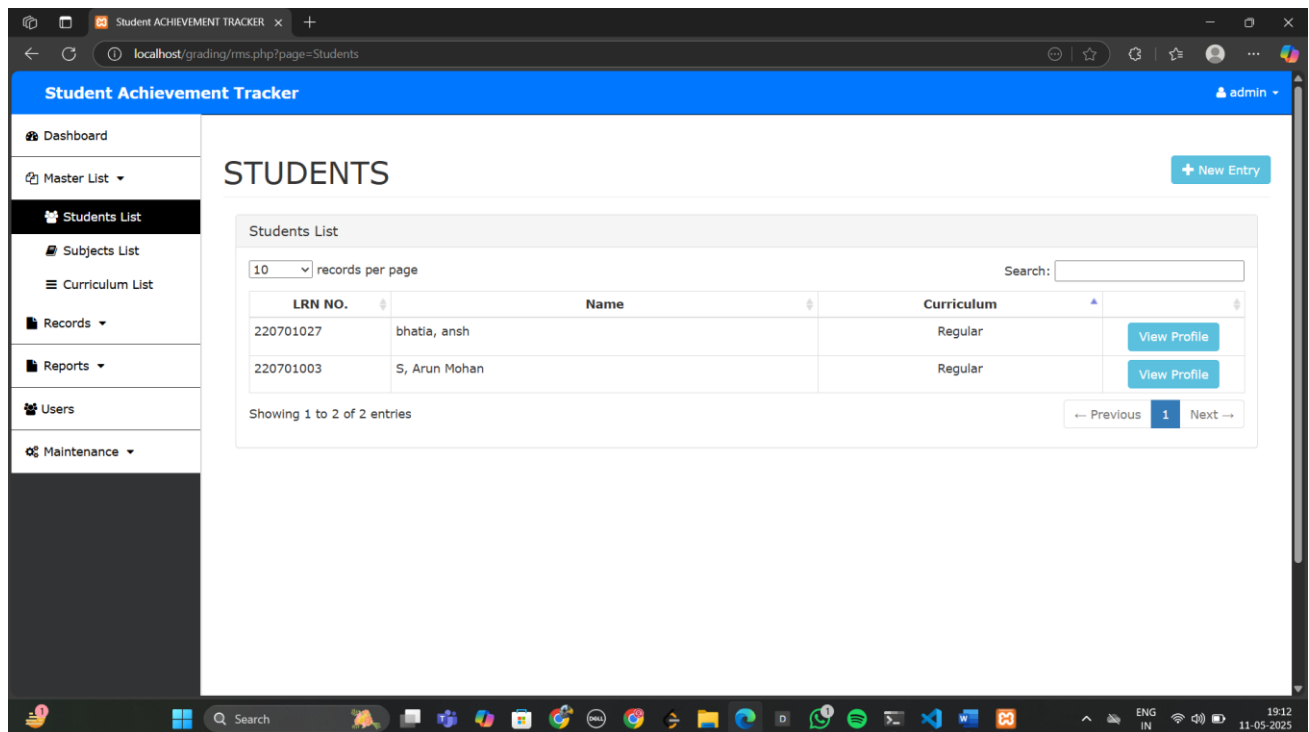 Student ACHIEVEMENT TRACKER
localhost/grading/rms.php?page=Students
Student Achievement Tracker
admin
Dashboard
Master List
Students List
Subjects List
Curriculum List
Records
Reports
Users
Maintenance
STUDENTS
New Entry
Students List
10 records per page
Search:
LRN NO. Name Curriculum
220701027 bhatia, ansh Regular View Profile
220701003 S, Arun Mohan Regular View Profile
Showing 1 to 2 of 2 entries
← Previous 1 Next →
1
Search
DELL
D
1
W
ENG
IN
19:12
11-05-2025